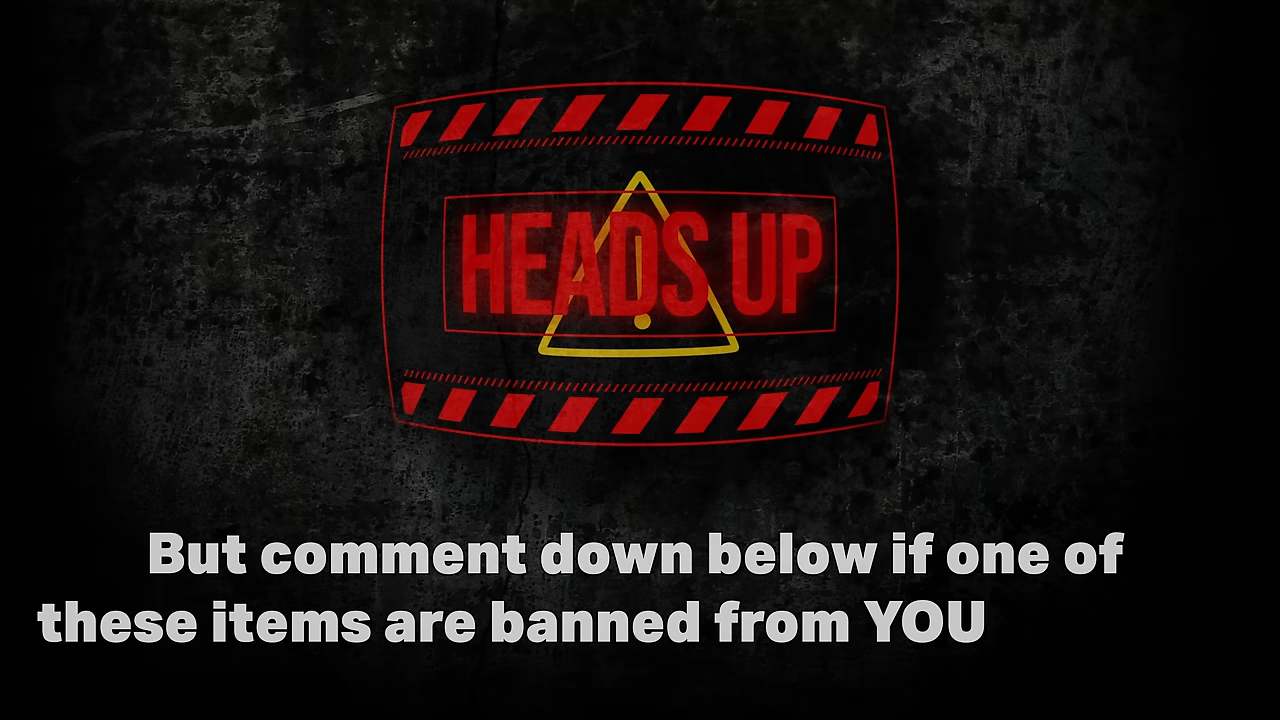 HEADS UP
But comment down below if one of
these items are banned from YOU